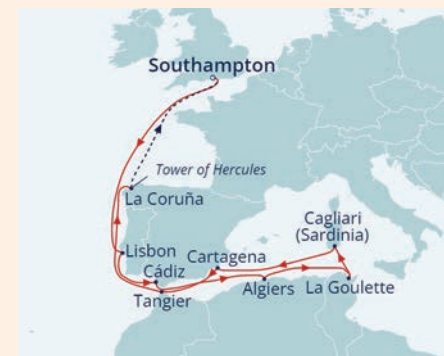 Southampton
Tower of Hercules
La Coruña
Lisbon
Cádiz
Tangier
Cartagena
Algiers
Cagliari
(Sardinia)
La Goulette